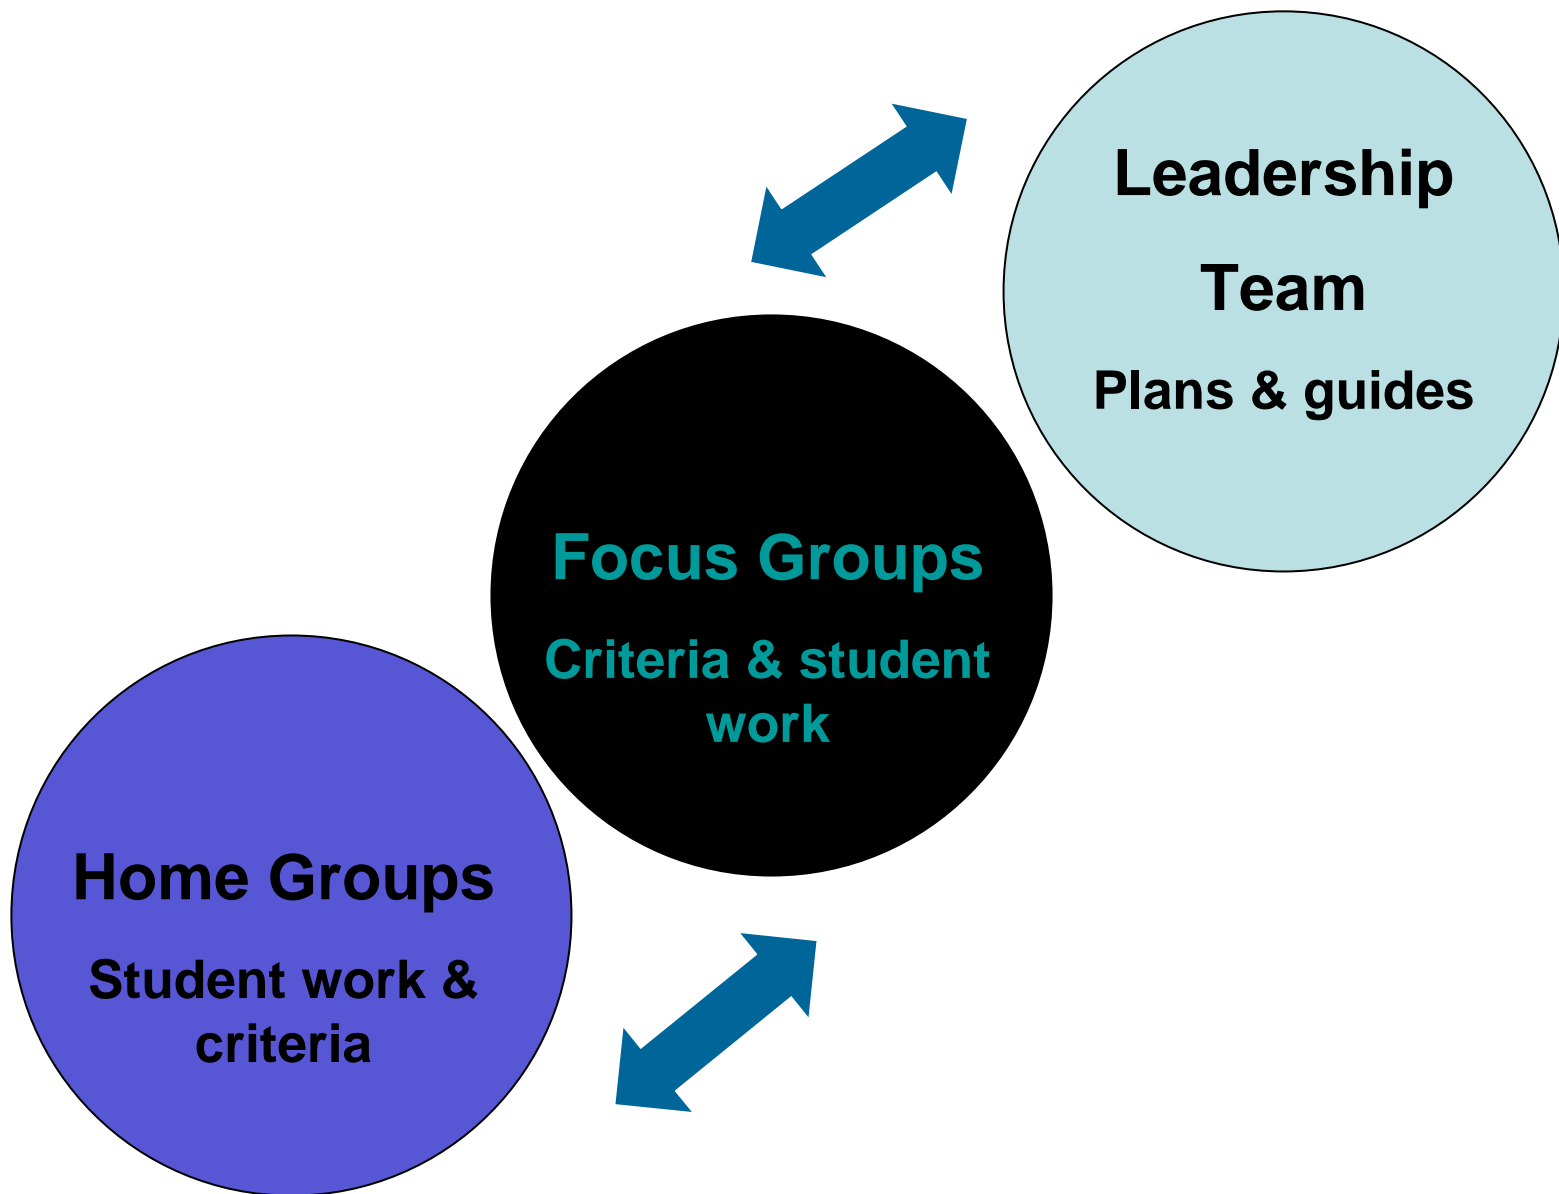 Leadership
Team
Plans & guides
Focus Groups
Criteria & student
work
Home Groups
Student work &
criteria